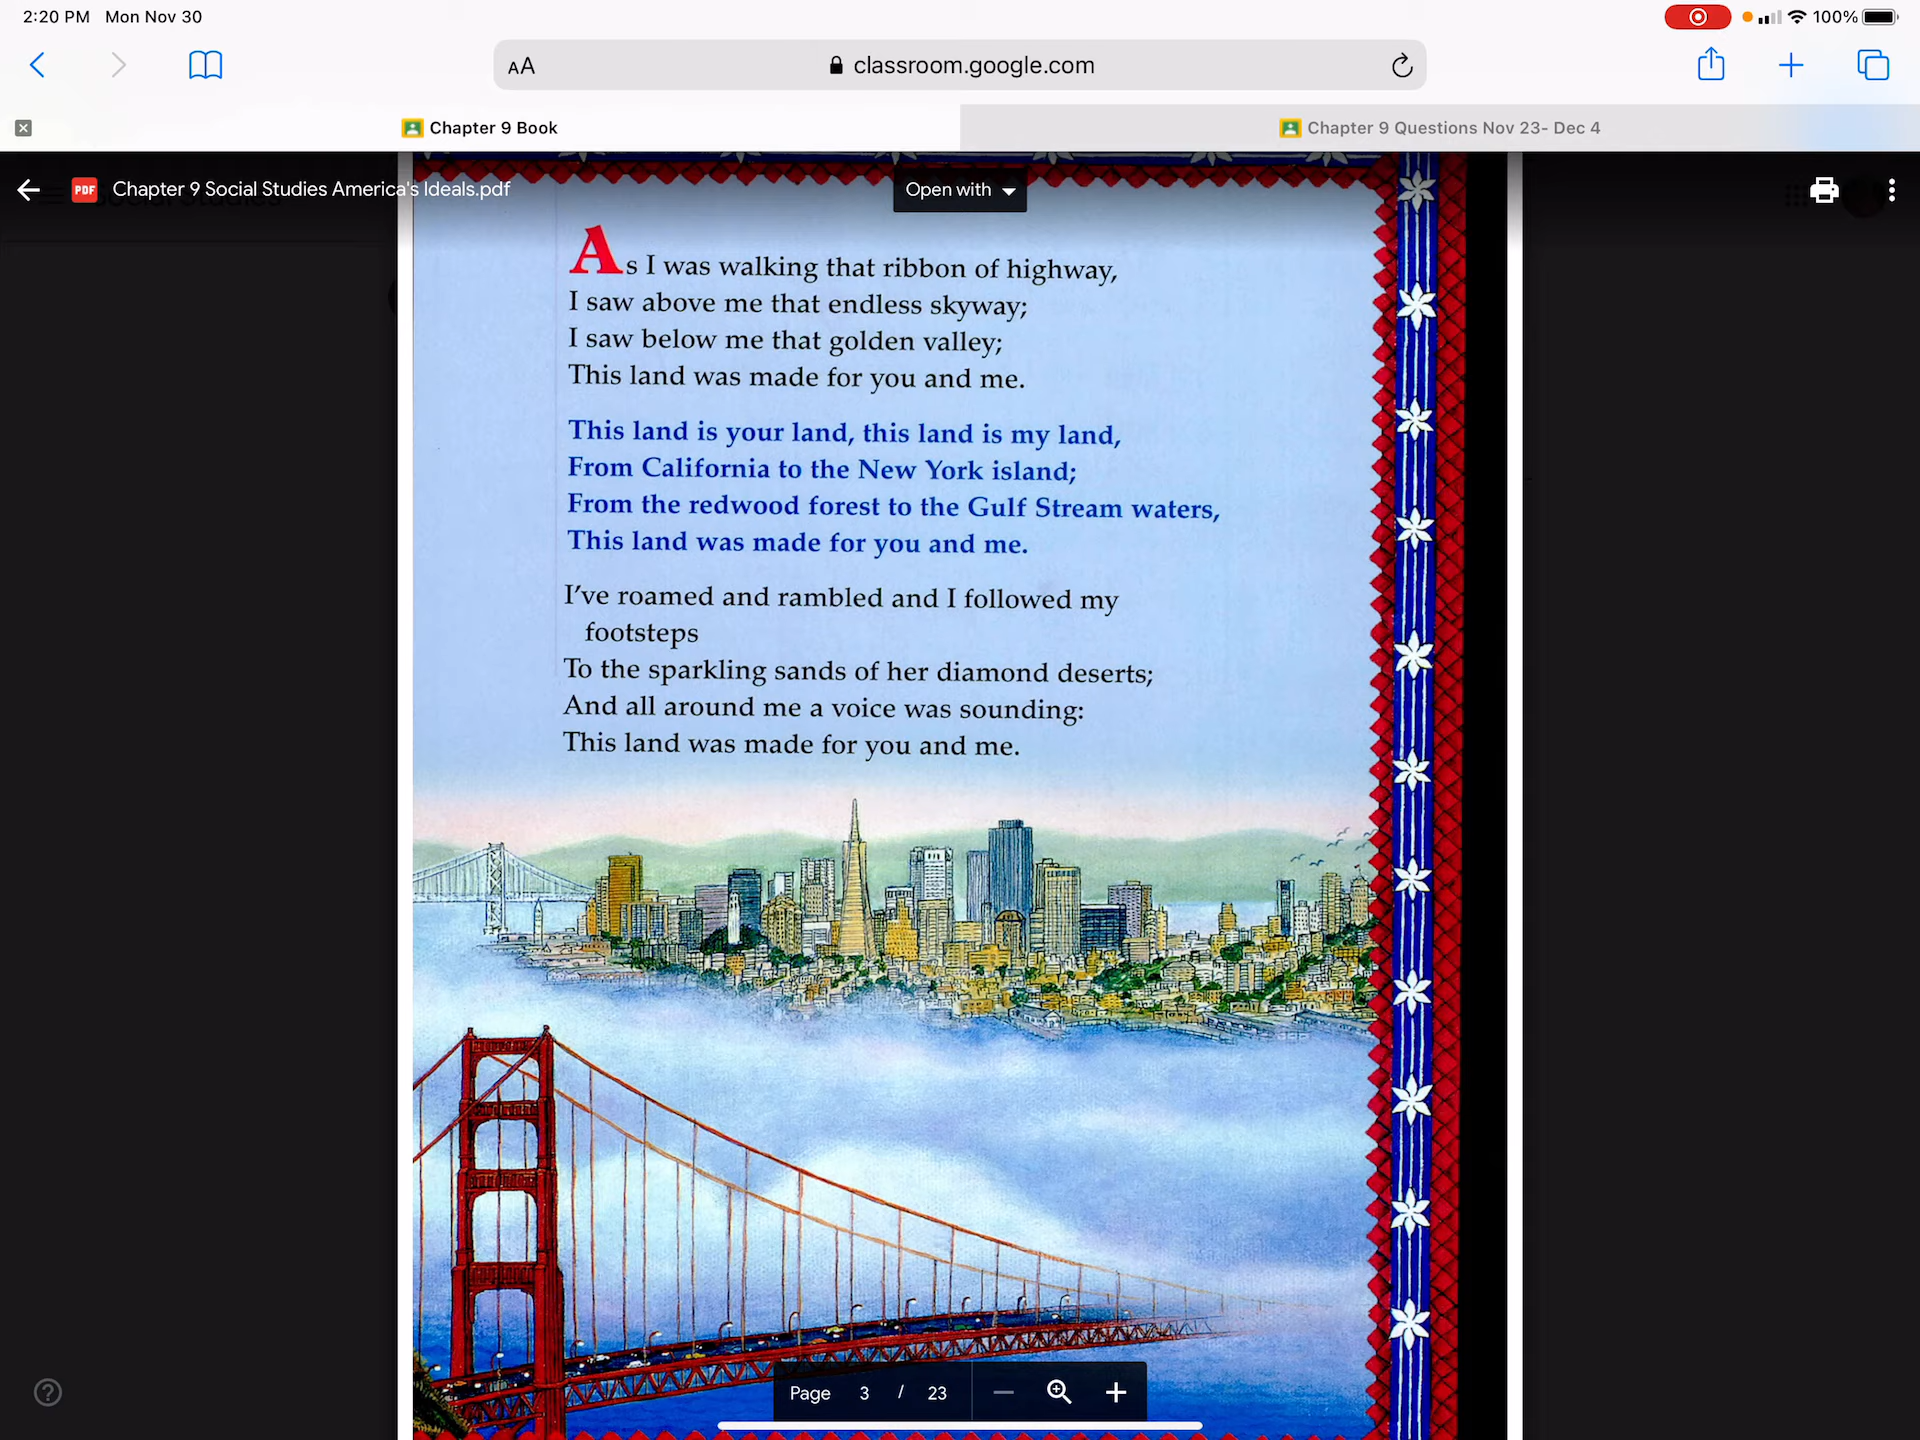 2:20 PM Mon Nov 30
100%
AA
classroom.google.com
Chapter 9 Book
Chapter 9 Questions Nov 23- Dec 4
PDF
Chapter 9 Social Studies America's Ideals.pdf
Open with
As I was walking that ribbon of highway,
I saw above me that endless skyway;
I saw below me that golden valley;
This land was made for you and me.
This land is your land, this land is my land,
From California to the New York island;
From the redwood forest to the Gulf Stream waters,
This land was made for you and me.
I've roamed and rambled and I followed my
footsteps
To the sparkling sands of her diamond deserts;
And all around me a voice was sounding:
This land was made for you and me.
Page 3 / 23